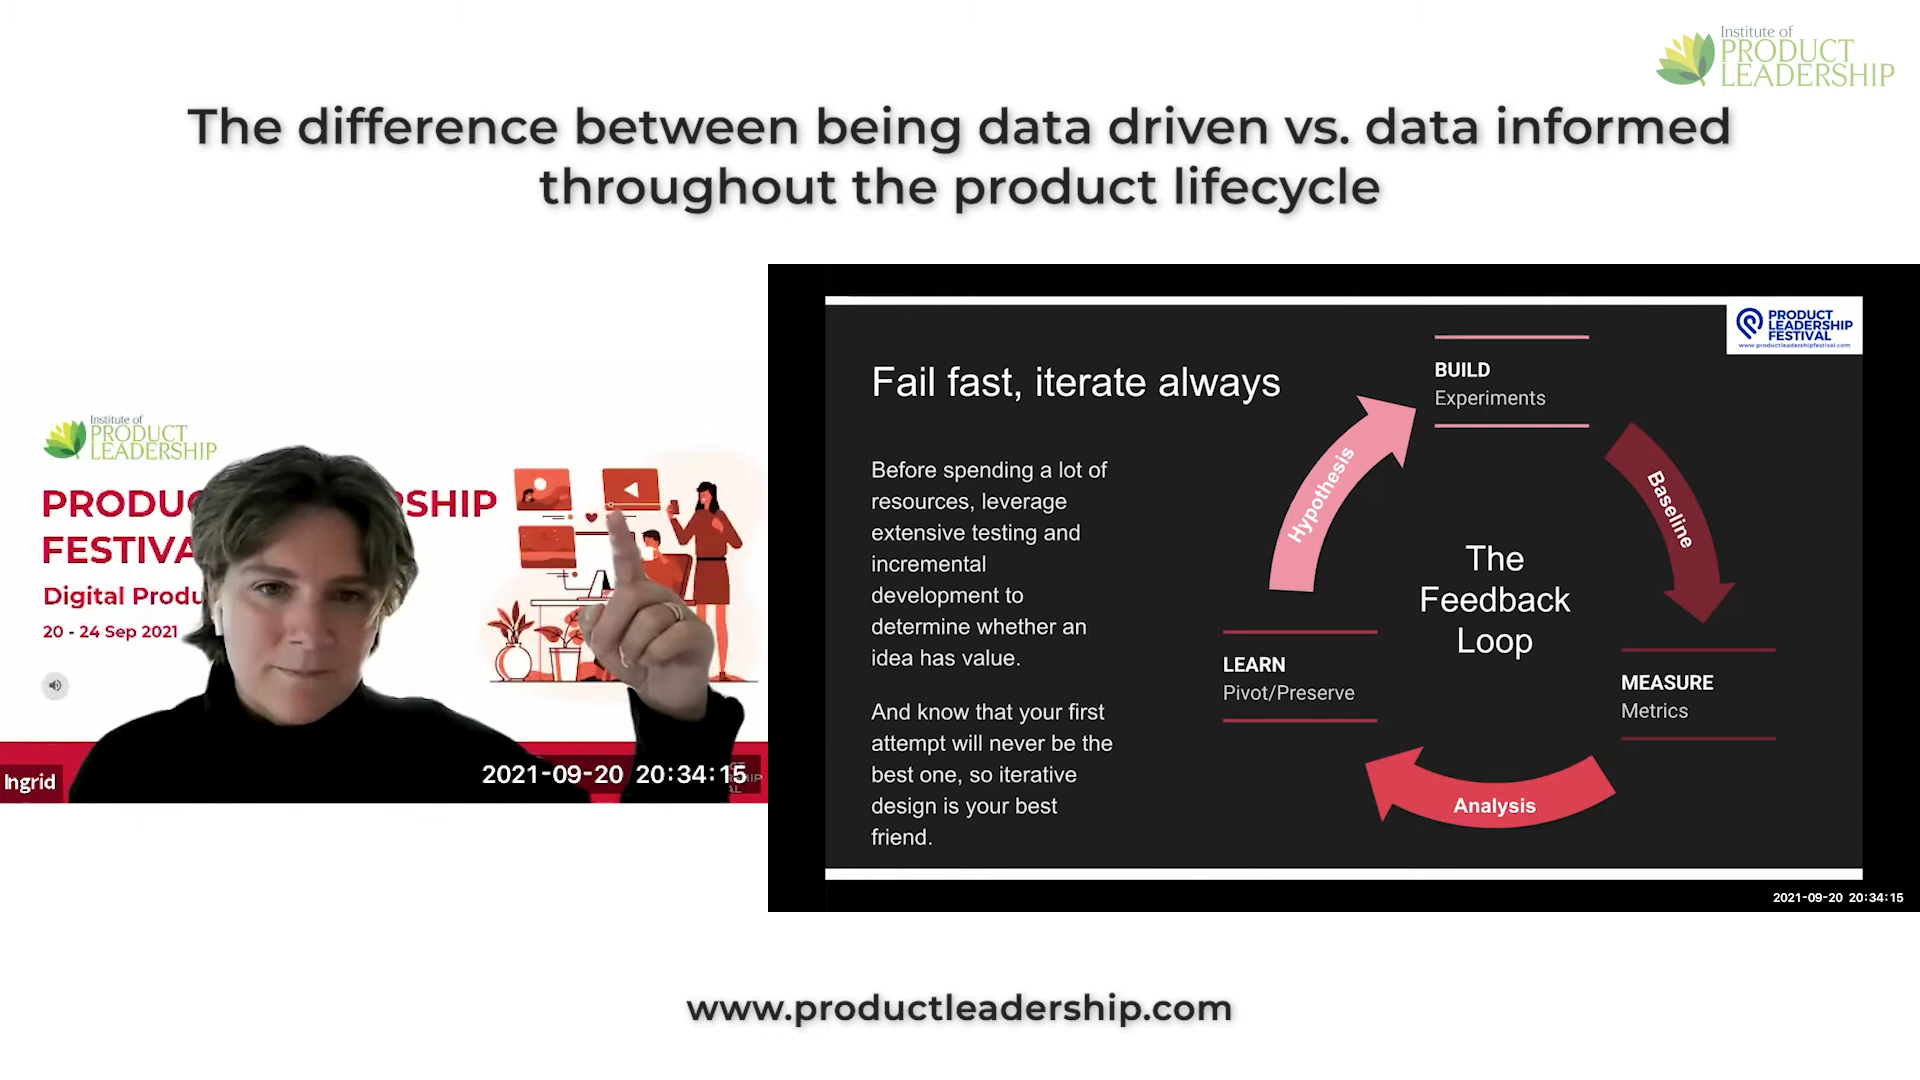 Institute of
PRODUCT
LEADERSHIP
The difference between being data driven vs. data informed
throughout the product lifecycle
Institute of
PRODUCT
LEADERSHIP
PRODU SHIP
FESTIVA
Digital Produ
20 - 24 Sep 2021
Ingrid
2021-09-20 20:34:15
PRODUCT
LEADERSHIP
FESTIVAL
www.productleadershipfestival.com
Fail fast, iterate always
Before spending a lot of
resources, leverage
extensive testing and
incremental
development to
determine whether an
idea has value.
And know that your first
attempt will never be the
best one, so iterative
design is your best
friend.
BUILD
Experiments
Hypothesis
Baseline
The
Feedback
Loop
LEARN
Pivot/Preserve
MEASURE
Metrics
Analysis
2021-09-20 20:34:15
www.productleadership.com